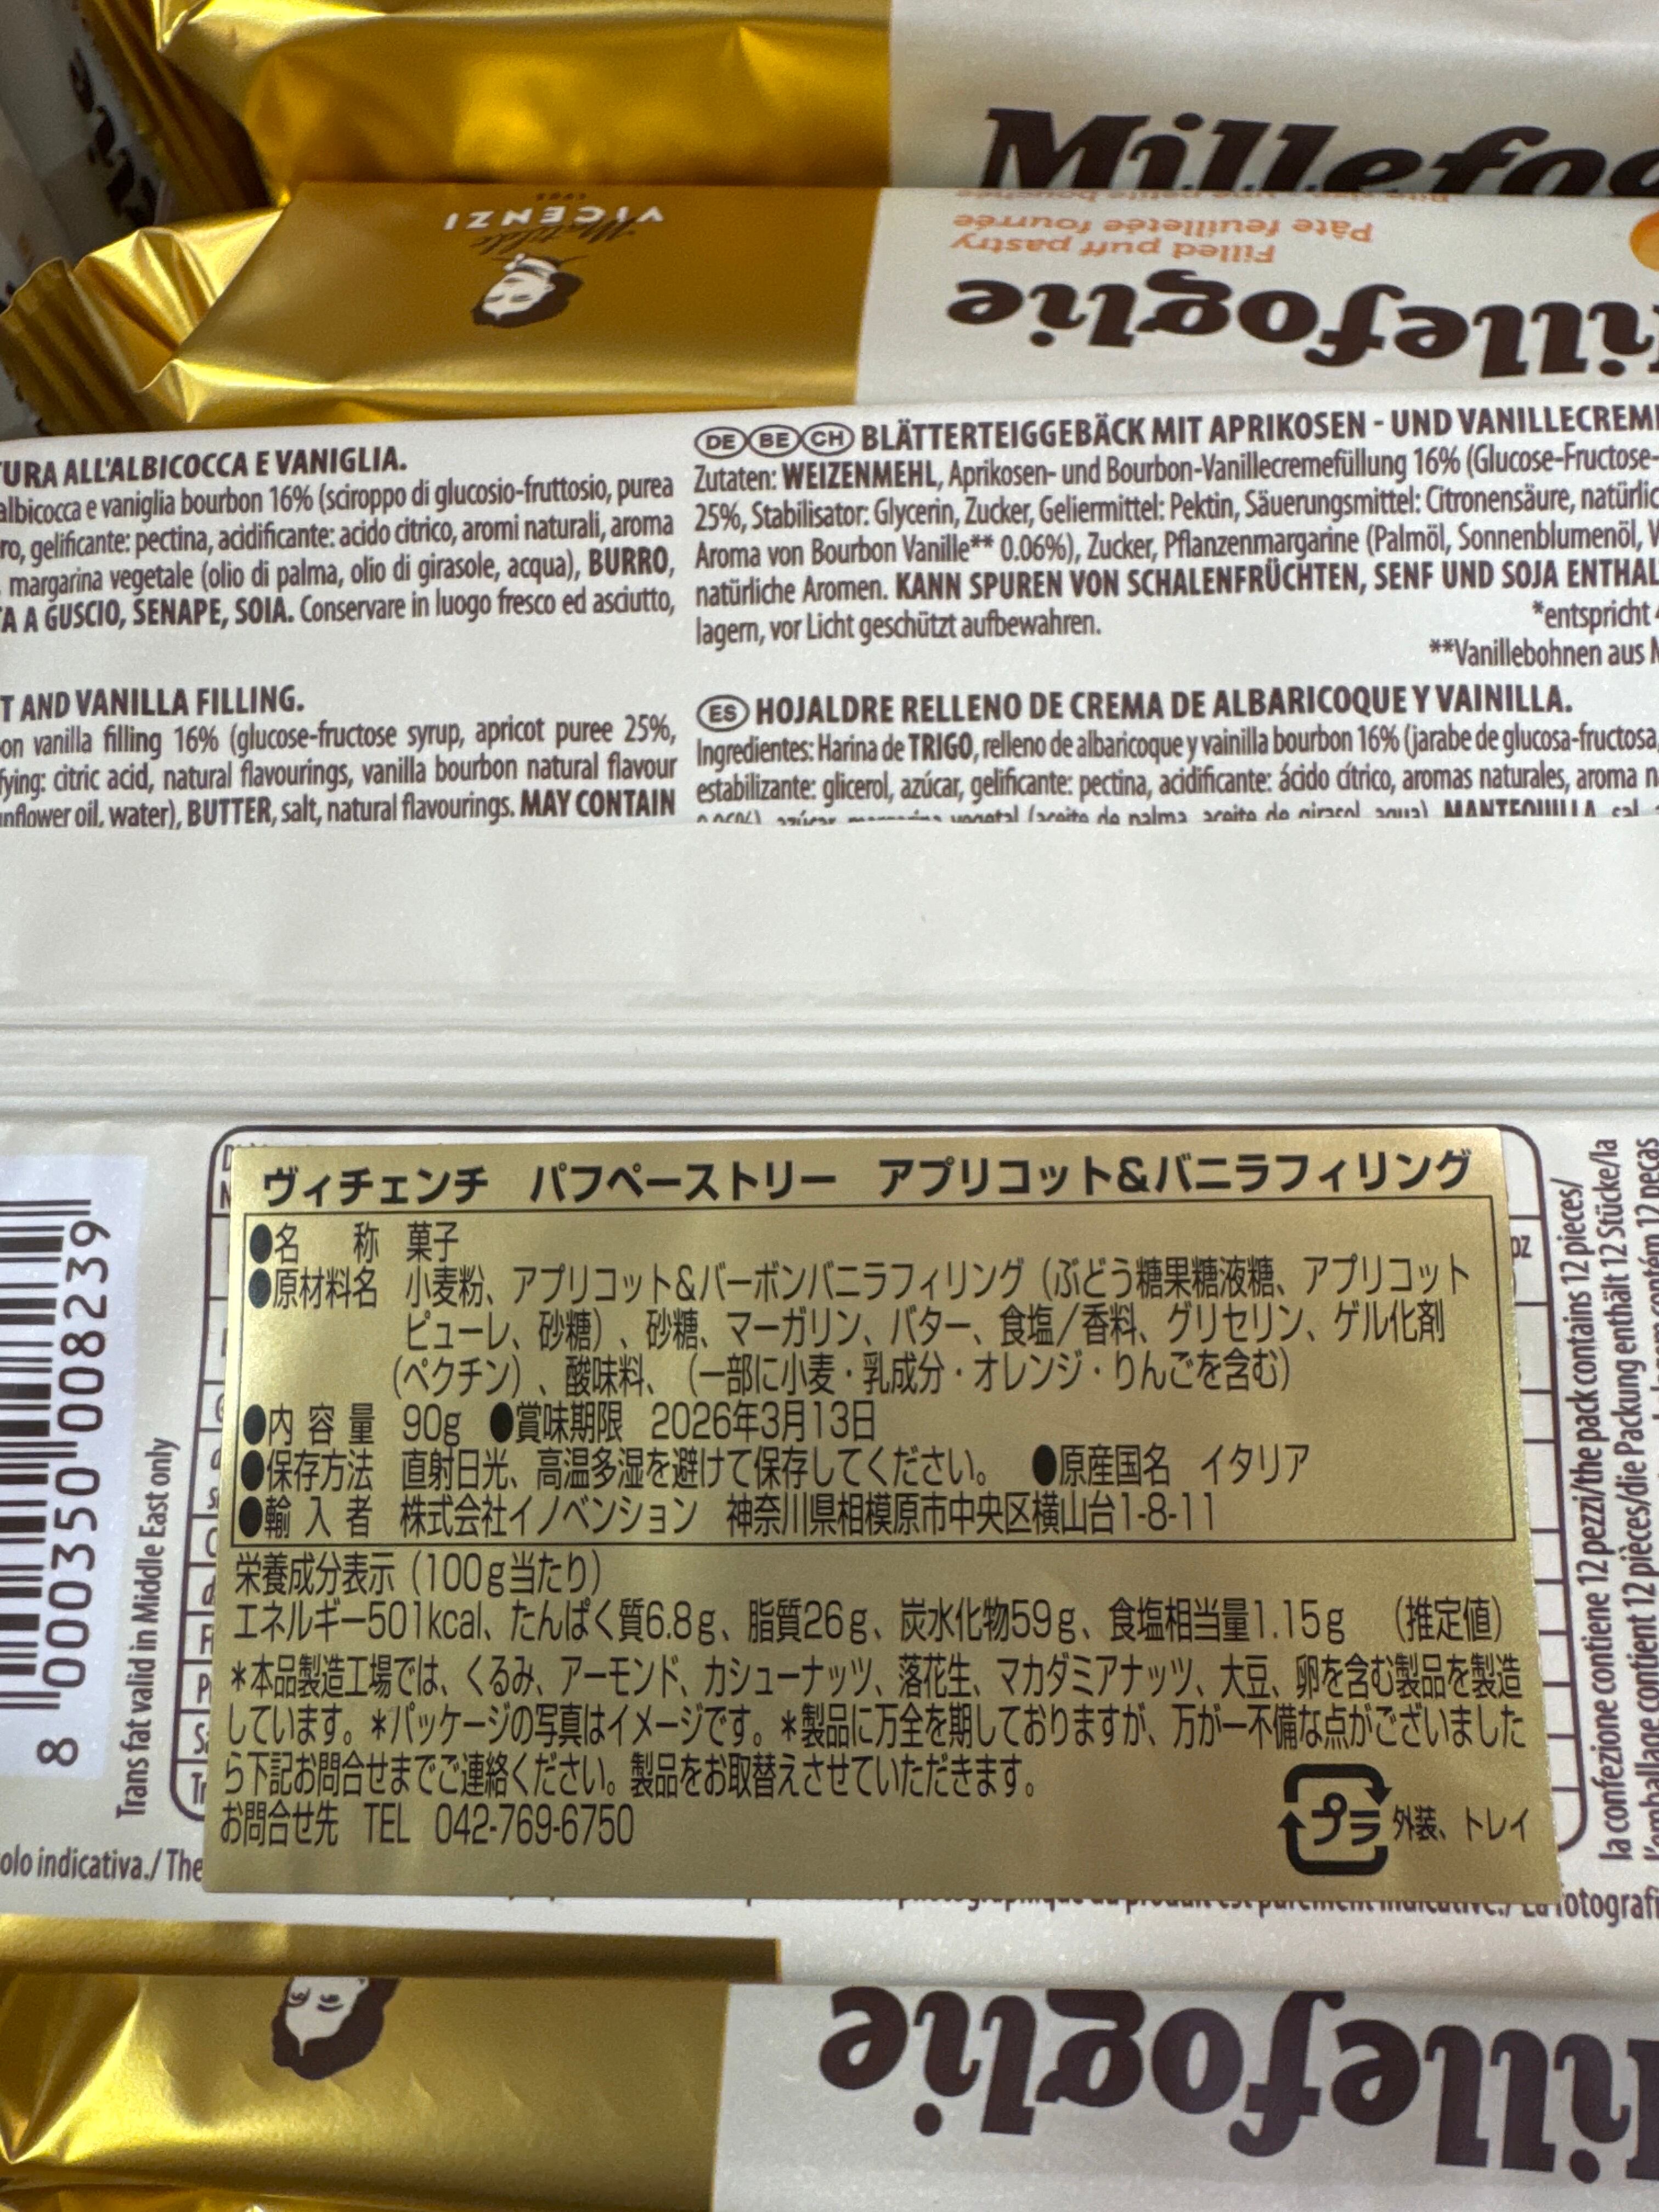 Millefo
VICENZI
Matilde
Pâte feuilletée fourrée
Filled puff pastry
illefoglie
URA ALL'ALBICOCCA E VANIGLIA.
albicocca e vaniglia bourbon 16% (sciroppo di glucosio-fruttosio, purea
ro, gelificante: pectina, acidificante: acido citrico, aromi naturali, aroma
margarina vegetale (olio di palma, olio di girasole, acqua), BURRO,
A A GUSCIO, SENAPE, SOIA. Conservare in luogo fresco ed asciutto,
DE BE CH BLÄTTERTEIGGEBÄCK MIT APRIKOSEN - UND VANILLECREM
Zutaten: WEIZENMEHL, Aprikosen- und Bourbon-Vanillecremefüllung 16% (Glucose-Fructose-
25%, Stabilisator: Glycerin, Zucker, Geliermittel: Pektin, Säuerungsmittel: Citronensäure, natürlic
Aroma von Bourbon Vanille** 0.06%), Zucker, Pflanzenmargarine (Palmöl, Sonnenblumenöl, W
natürliche Aromen. KANN SPUREN VON SCHALENFRÜCHTEN, SENF UND SOJA ENTHAL
lagern, vor Licht geschützt aufbewahren.
*entspricht
**Vanillebohnen aus M
T AND VANILLA FILLING.
on vanilla filling 16% (glucose-fructose syrup, apricot puree 25%,
fying: citric acid, natural flavourings, vanilla bourbon natural flavour
nflower oil, water), BUTTER, salt, natural flavourings. MAY CONTAIN
ES HOJALDRE RELLENO DE CREMA DE ALBARICOQUE Y VAINILLA.
Ingredientes: Harina de TRIGO, relleno de albaricoque y vainilla bourbon 16% (jarabe de glucosa-fructosa,
estabilizante: glicerol, azúcar, gelificante: pectina, acidificante: ácido cítrico, aromas naturales, aroma n
0.06%), azúcar, margarina vegetal (aceite de palma, aceite de girasol, agua), MANTEQUILLA, sal,
ヴィチェンチ パフペーストリー アプリコット&バニラフィリング
●名 称 菓子
●原材料名 小麦粉、アプリコット&バーボンバニラフィリング（ぶどう糖果糖液糖、アプリコット
ピューレ、砂糖）、砂糖、マーガリン、バター、食塩/香料、グリセリン、ゲル化剤
（ペクチン）、酸味料、（一部に小麦・乳成分・オレンジ・りんごを含む）
●内容量 90g ●賞味期限 2026年3月13日
●保存方法 直射日光、高温多湿を避けて保存してください。 ●原産国名 イタリア
●輸入者 株式会社イノベンション 神奈川県相模原市中央区横山台1-8-11
栄養成分表示（100g当たり）
エネルギー501kcal、たんぱく質6.8g、脂質26g、炭水化物59g、食塩相当量1.15g （推定値）
*本品製造工場では、くるみ、アーモンド、カシューナッツ、落花生、マカダミアナッツ、大豆、卵を含む製品を製造
しています。*パッケージの写真はイメージです。*製品に万全を期しておりますが、万が一不備な点がございました
ら下記お問合せまでご連絡ください。製品をお取替えさせていただきます。
お問合せ先 TEL 042-769-6750
プラ 外装、トレイ
8 000350 008239
Trans fat valid in Middle East only
olo indicativa./ The
fotografi
la confezione contiene 12 pezzi/the pack contains 12 pieces/
l'emballage contient 12 pièces/die Packung enthält 12 Stücke/la
contém 12 peças
illefoglie